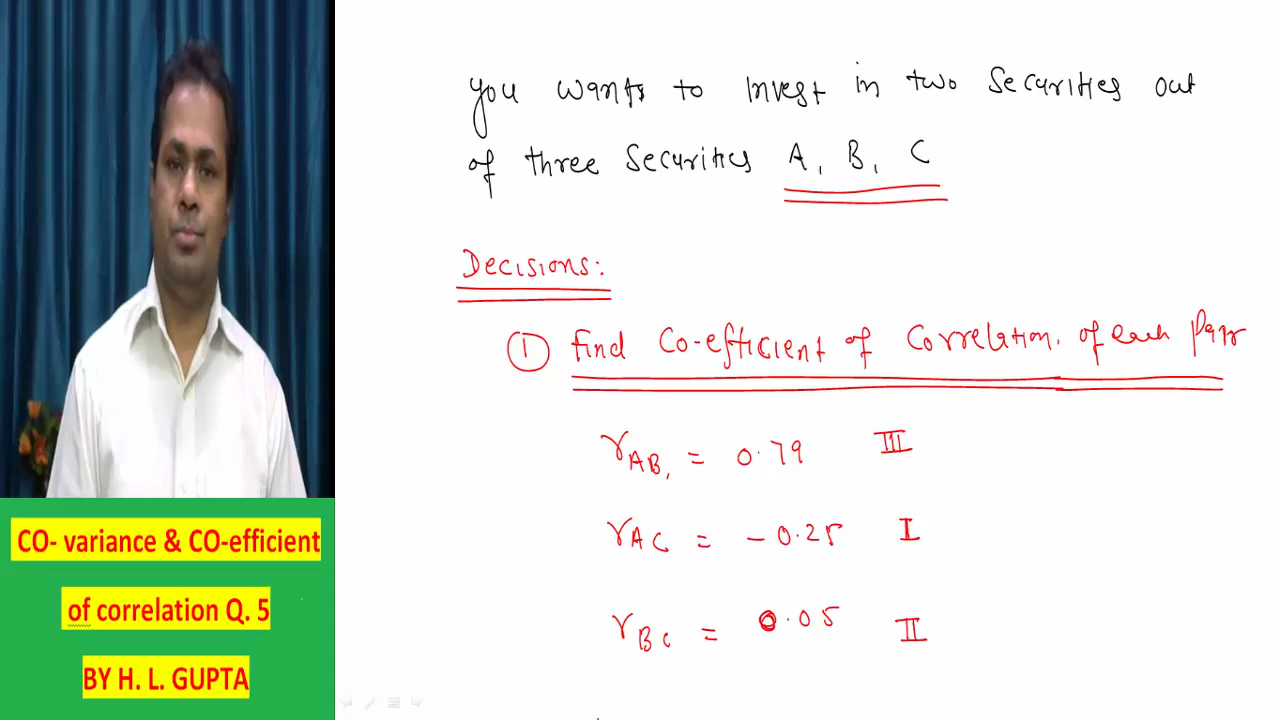 you wants to invest in two securities out
of three securities A, B, C
Decisions:
① find Co-efficient of Correlation. of each Pair
rAB, = 0.79 III
rAC = -0.25 I
rBC = 0.05 II
CO- variance & CO-efficient
of correlation Q. 5
BY H. L. GUPTA